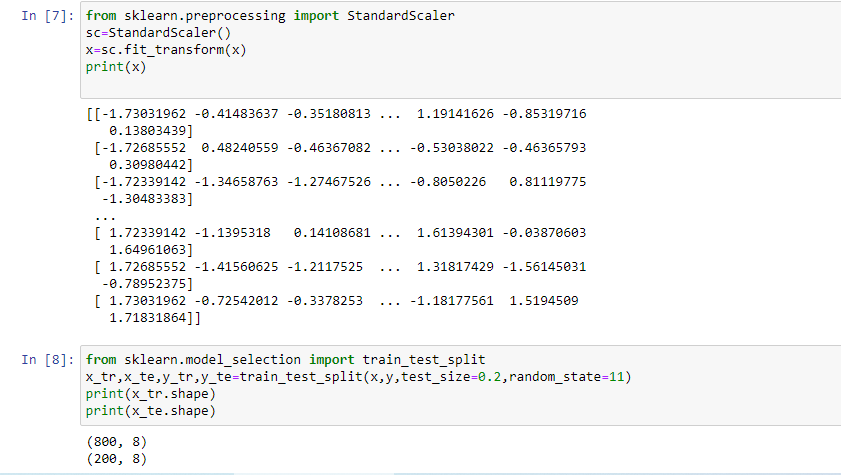 In [7]: from sklearn.preprocessing import StandardScaler
sc=StandardScaler()
x=sc.fit_transform(x)
print(x)
[[-1.73031962 -0.41483637 -0.35180813 ...  1.19141626 -0.85319716
   0.13803439]
 [-1.72685552  0.48240559 -0.46367082 ... -0.53038022 -0.46365793
   0.30980442]
 [-1.72339142 -1.34658763 -1.27467526 ... -0.8050226   0.81119775
  -1.30483383]
 ...
 [ 1.72339142 -1.1395318   0.14108681 ...  1.61394301 -0.03870603
   1.64961063]
 [ 1.72685552 -1.41560625 -1.2117525  ...  1.31817429 -1.56145031
  -0.78952375]
 [ 1.73031962 -0.72542012 -0.3378253  ... -1.18177561  1.5194509
   1.71831864]]
In [8]: from sklearn.model_selection import train_test_split
x_tr,x_te,y_tr,y_te=train_test_split(x,y,test_size=0.2,random_state=11)
print(x_tr.shape)
print(x_te.shape)
(800, 8)
(200, 8)